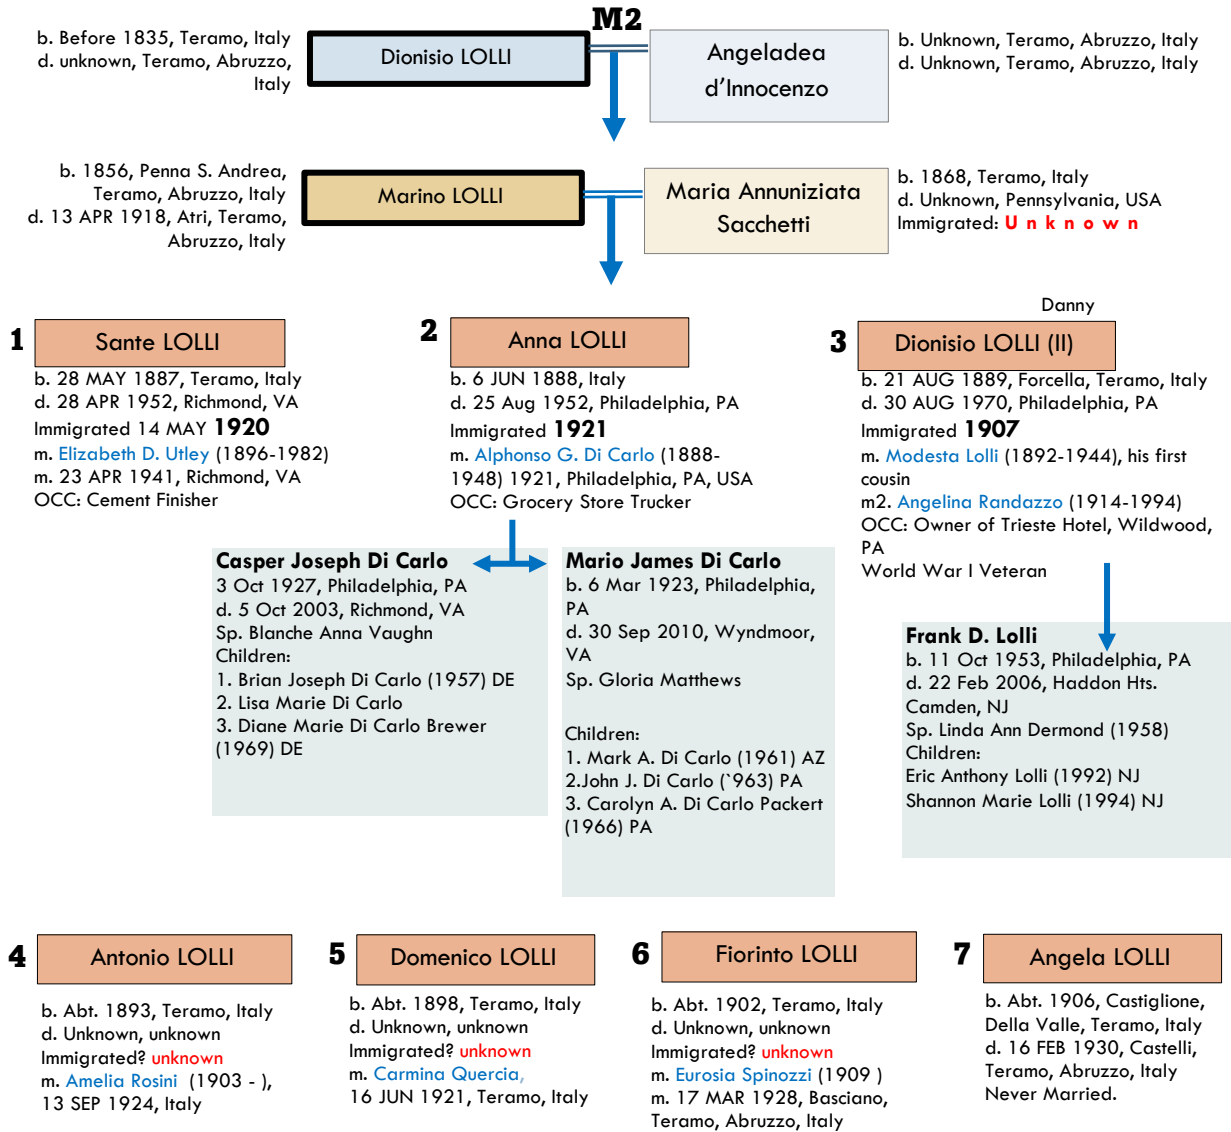 M2
b. Before 1835, Teramo, Italy
d. unknown, Teramo, Abruzzo,
Italy
Dionisio LOLLI
Angeladea
d'Innocenzo
b. Unknown, Teramo, Abruzzo, Italy
d. Unknown, Teramo, Abruzzo, Italy
b. 1856, Penna S. Andrea,
Teramo, Abruzzo, Italy
d. 13 APR 1918, Atri, Teramo,
Abruzzo, Italy
Marino LOLLI
Maria Annuniziata
Sacchetti
b. 1868, Teramo, Italy
d. Unknown, Pennsylvania, USA
Immigrated: U n k n o w n
1
Sante LOLLI
b. 28 MAY 1887, Teramo, Italy
d. 28 APR 1952, Richmond, VA
Immigrated 14 MAY 1920
m. Elizabeth D. Utley (1896-1982)
m. 23 APR 1941, Richmond, VA
OCC: Cement Finisher
2
Anna LOLLI
b. 6 JUN 1888, Italy
d. 25 Aug 1952, Philadelphia, PA
Immigrated 1921
m. Alphonso G. Di Carlo (1888-
1948) 1921, Philadelphia, PA, USA
OCC: Grocery Store Trucker
Danny
3
Dionisio LOLLI (II)
b. 21 AUG 1889, Forcella, Teramo, Italy
d. 30 AUG 1970, Philadelphia, PA
Immigrated 1907
m. Modesta Lolli (1892-1944), his first
cousin
m2. Angelina Randazzo (1914-1994)
OCC: Owner of Trieste Hotel, Wildwood,
PA
World War I Veteran
Casper Joseph Di Carlo
3 Oct 1927, Philadelphia, PA
d. 5 Oct 2003, Richmond, VA
Sp. Blanche Anna Vaughn
Children:
1. Brian Joseph Di Carlo (1957) DE
2. Lisa Marie Di Carlo
3. Diane Marie Di Carlo Brewer
(1969) DE
Mario James Di Carlo
b. 6 Mar 1923, Philadelphia,
PA
d. 30 Sep 2010, Wyndmoor,
VA
Sp. Gloria Matthews
Children:
1. Mark A. Di Carlo (1961) AZ
2.John J. Di Carlo (`963) PA
3. Carolyn A. Di Carlo Packert
(1966) PA
Frank D. Lolli
b. 11 Oct 1953, Philadelphia, PA
d. 22 Feb 2006, Haddon Hts.
Camden, NJ
Sp. Linda Ann Dermond (1958)
Children:
Eric Anthony Lolli (1992) NJ
Shannon Marie Lolli (1994) NJ
4
Antonio LOLLI
b. Abt. 1893, Teramo, Italy
d. Unknown, unknown
Immigrated? unknown
m. Amelia Rosini (1903 - ),
13 SEP 1924, Italy
5
Domenico LOLLI
b. Abt. 1898, Teramo, Italy
d. Unknown, unknown
Immigrated? unknown
m. Carmina Quercia,
16 JUN 1921, Teramo, Italy
6
Fiorinto LOLLI
b. Abt. 1902, Teramo, Italy
d. Unknown, unknown
Immigrated? unknown
m. Eurosia Spinozzi (1909 )
m. 17 MAR 1928, Basciano,
Teramo, Abruzzo, Italy
7
Angela LOLLI
b. Abt. 1906, Castiglione,
Della Valle, Teramo, Italy
d. 16 FEB 1930, Castelli,
Teramo, Abruzzo, Italy
Never Married.